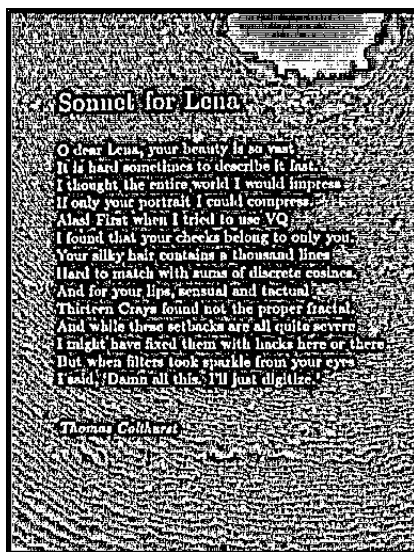 Sonnet for Lena
O dear Lena, your beauty is so vast
It is hard sometimes to describe it fast.
I thought the entire world I would impress
If only your portrait I could compress.
Alas! First when I tried to use VQ
I found that your cheeks belong to only you.
Your silky hair contains a thousand lines
Hard to match with sums of discrete cosines.
And for your lips, sensual and tactual
Thirteen Crays found not the proper fractal.
And while these setbacks are all quite severe
I might have fixed them with hacks here or there
But when filters took sparkle from your eyes
I said, 'Damn all this. I'll just digitize.'
Thomas Colthurst